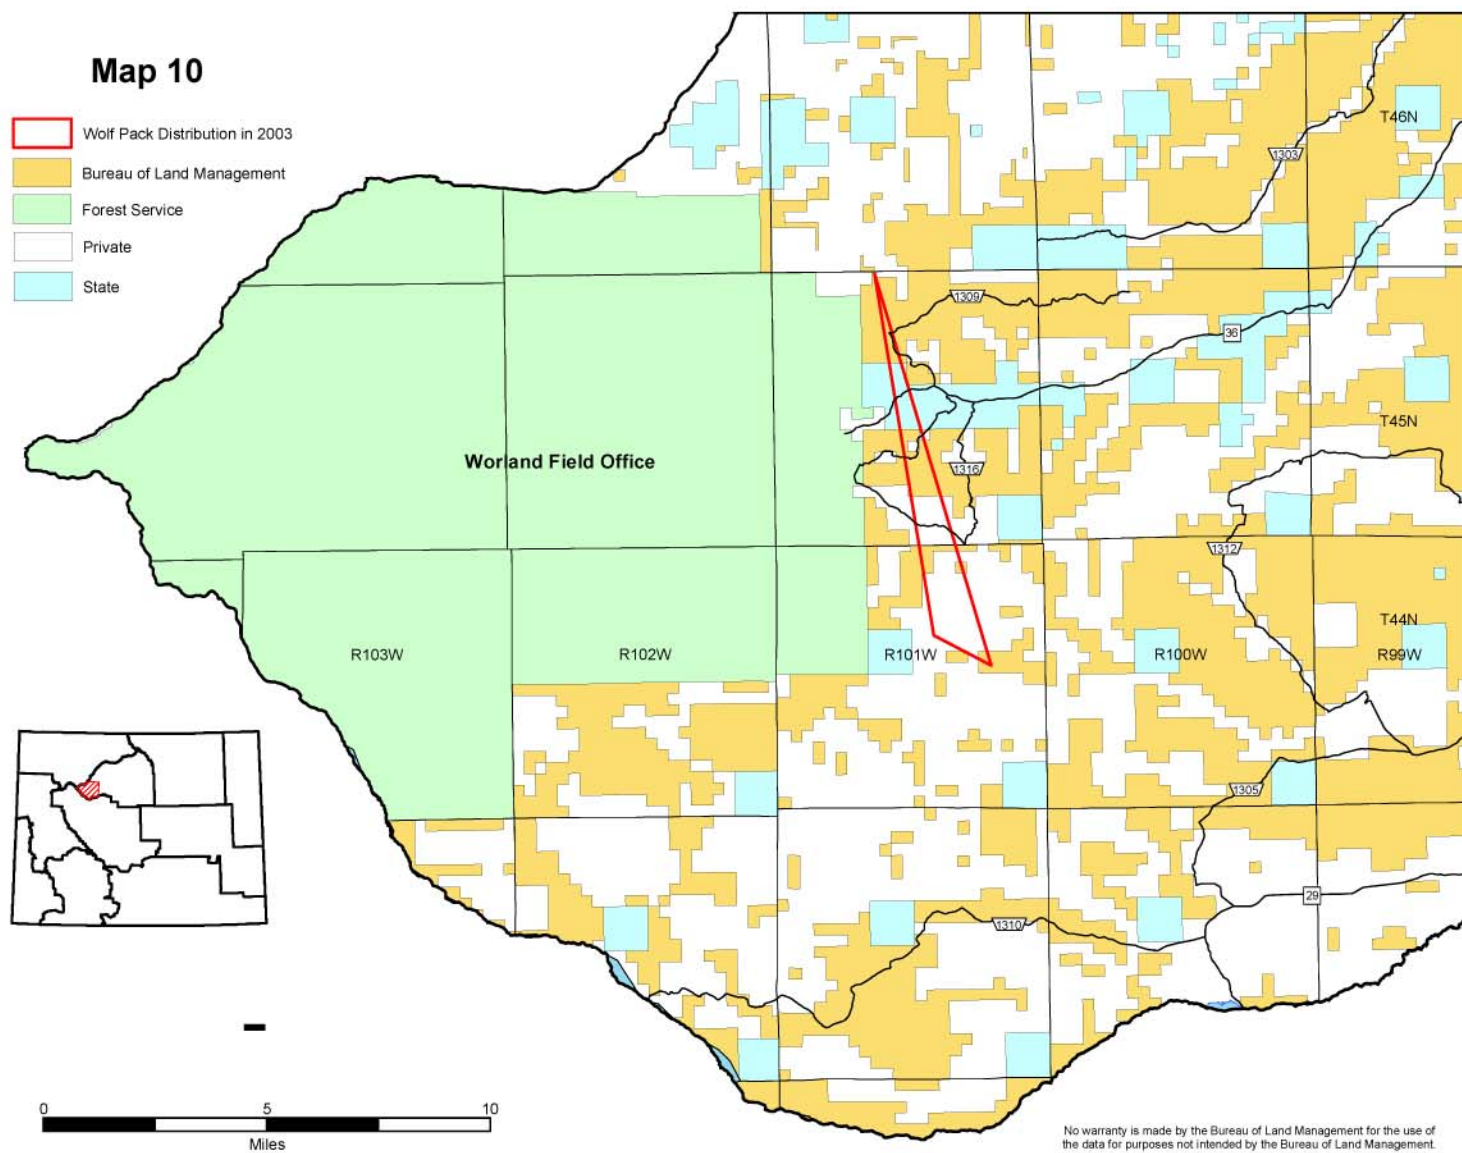 Map 10
Wolf Pack Distribution in 2003
Bureau of Land Management
Forest Service
Private
State
T46N
1303
1309
36
T45N
Worland Field Office
1316
1312
T44N
R103W
R102W
R101W
R100W
R99W
1305
29
1310
0 5 10
Miles
No warranty is made by the Bureau of Land Management for the use of
the data for purposes not intended by the Bureau of Land Management.